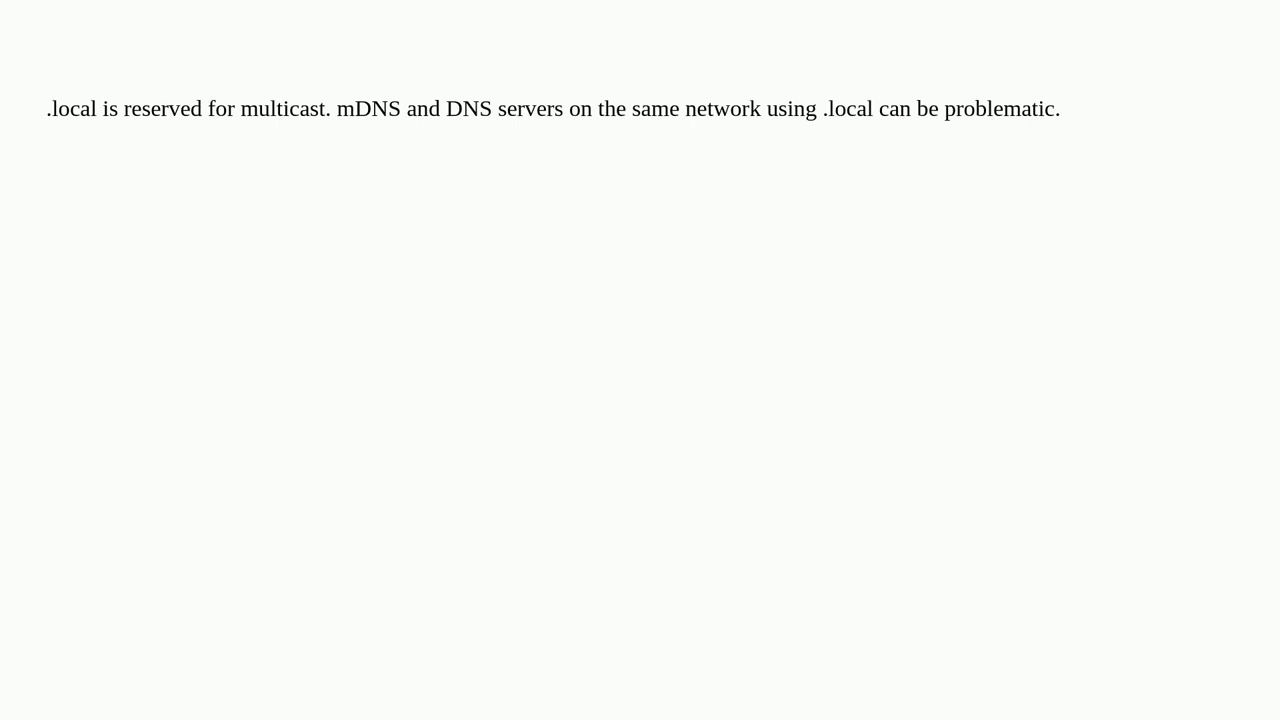 .local is reserved for multicast. mDNS and DNS servers on the same network using .local can be problematic.